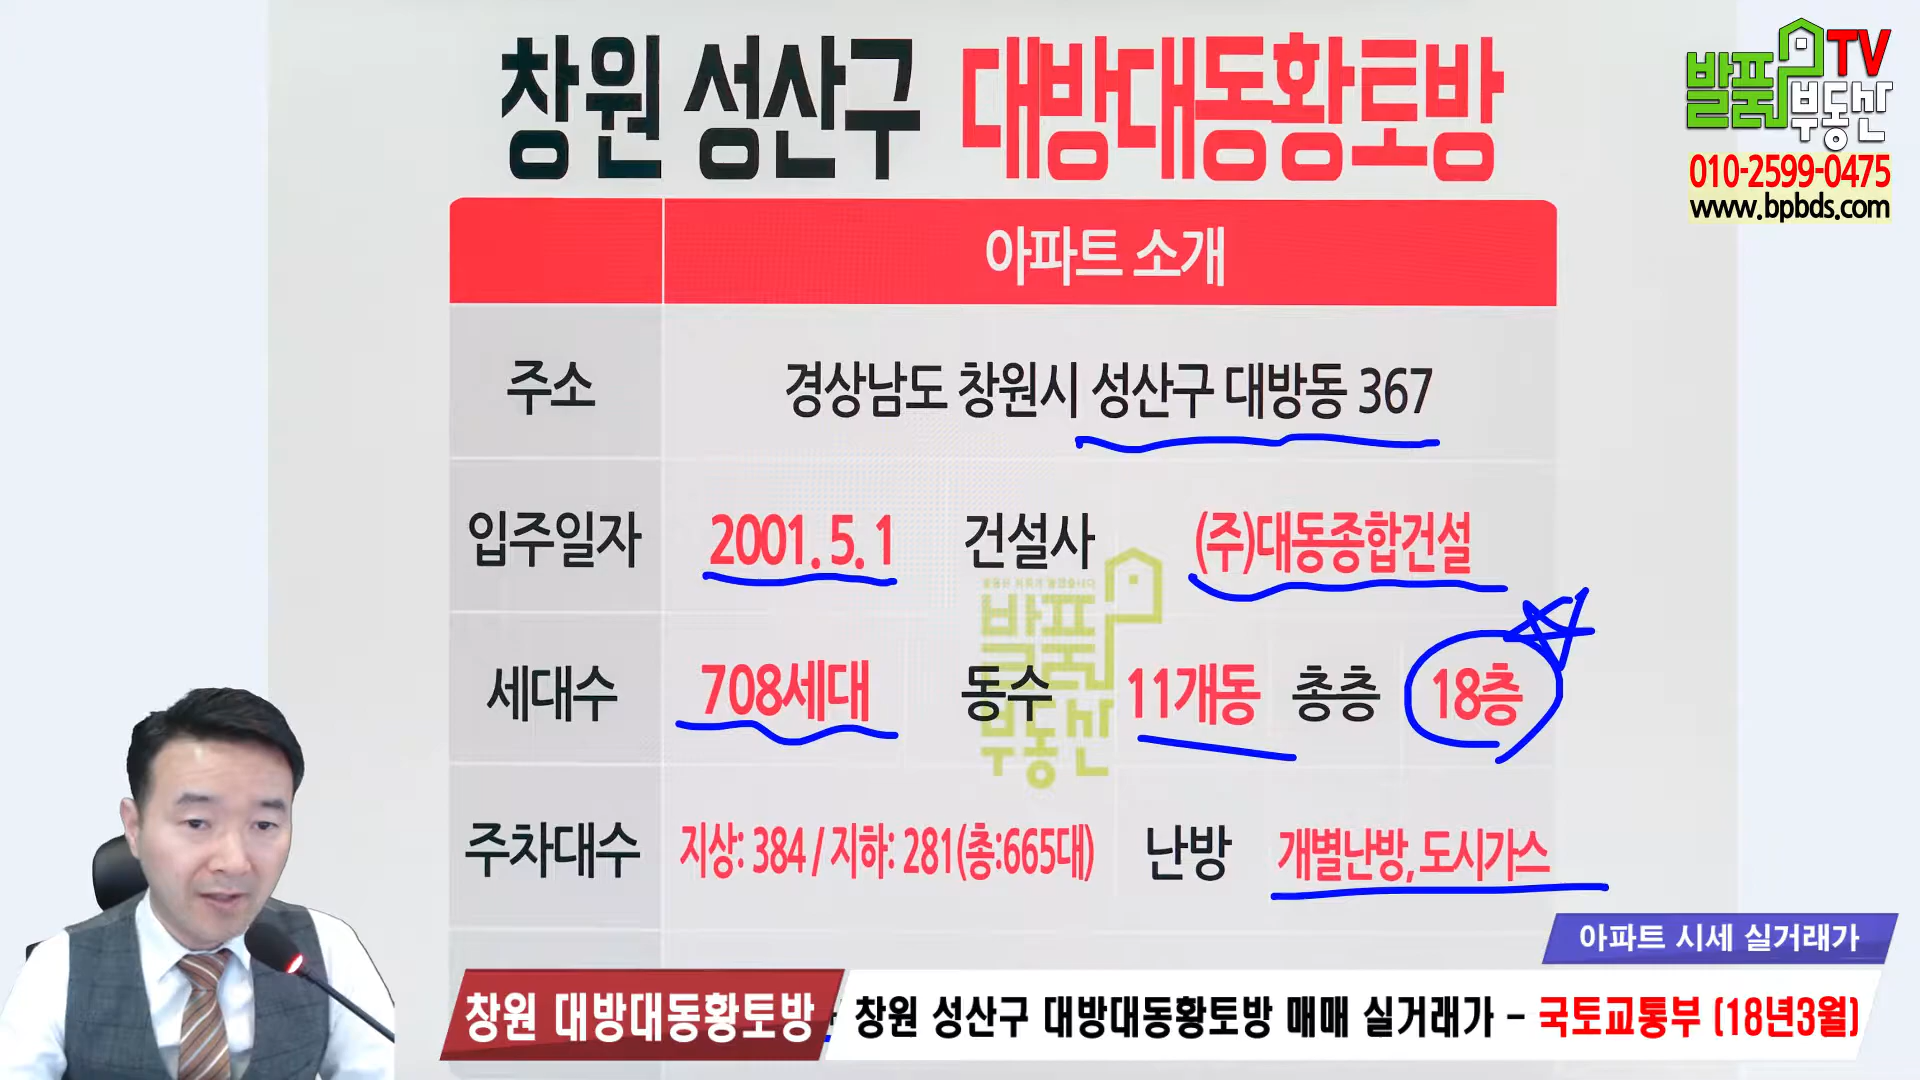 창원 성산구 대방대동황토방
발품 TV
부동산
010-2599-0475
www.bpbds.com
아파트 소개
주소 경상남도 창원시 성산구 대방동 367
입주일자 2001. 5. 1 건설사 (주)대동종합건설
세대수 708세대 동수 11개동 총층 18층
발품
부동산
주차대수 지상: 384 / 지하: 281(총:665대) 난방 개별난방, 도시가스
아파트 시세 실거래가
창원 대방대동황토방 창원 성산구 대방대동황토방 매매 실거래가 - 국토교통부 (18년3월)